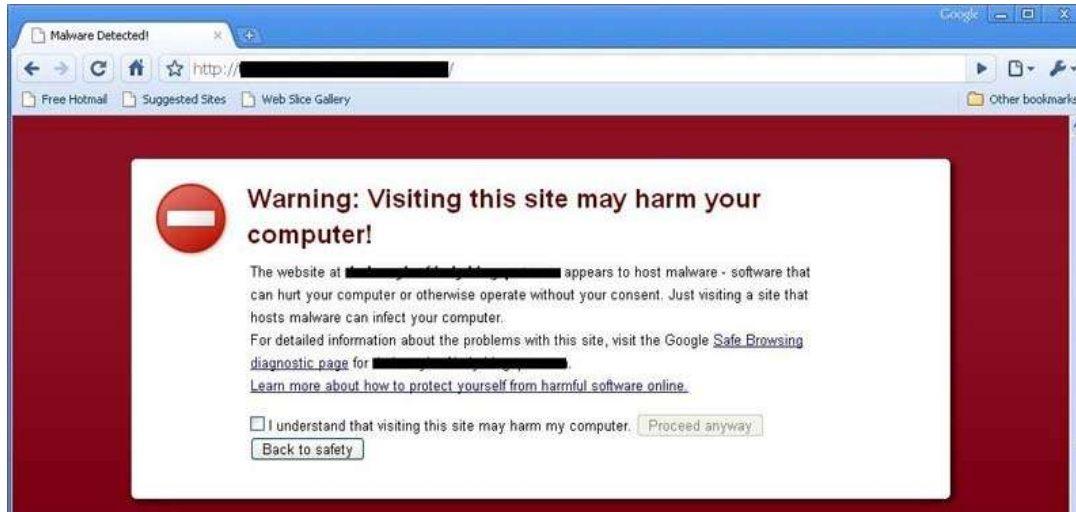 Google
Malware Detected!
http:// /
Free Hotmail Suggested Sites Web Slice Gallery Other bookmarks
Warning: Visiting this site may harm your
computer!
The website at appears to host malware - software that
can hurt your computer or otherwise operate without your consent. Just visiting a site that
hosts malware can infect your computer.
For detailed information about the problems with this site, visit the Google Safe Browsing
diagnostic page for .
Learn more about how to protect yourself from harmful software online.
I understand that visiting this site may harm my computer. Proceed anyway
Back to safety